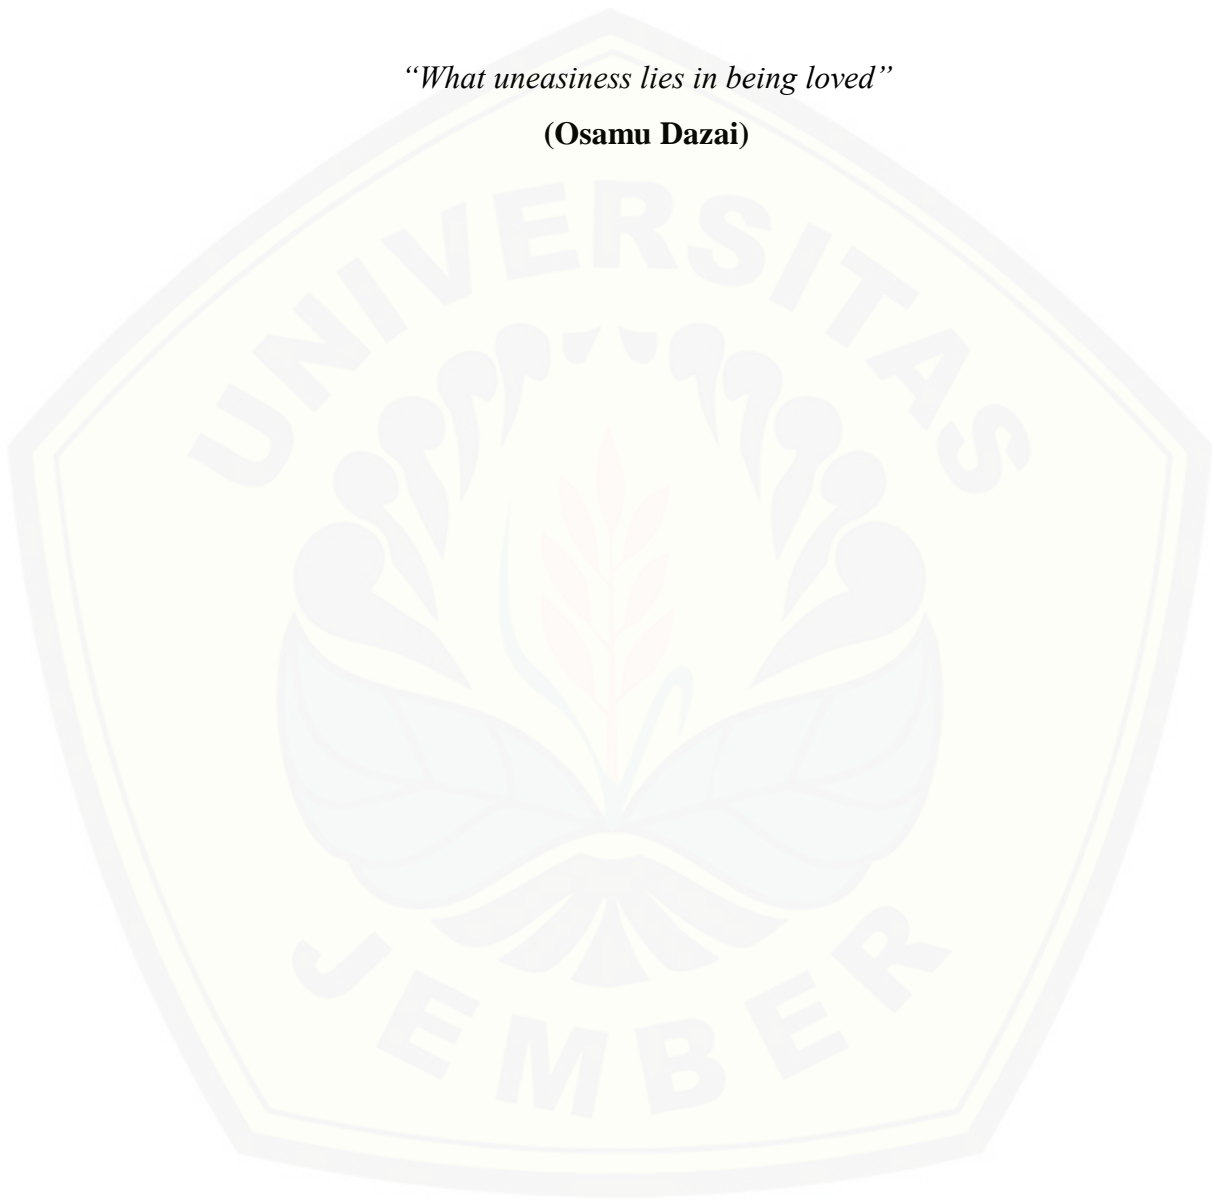 “What uneasiness lies in being loved”
(Osamu Dazai)
UNIVERSITAS
JEMBER